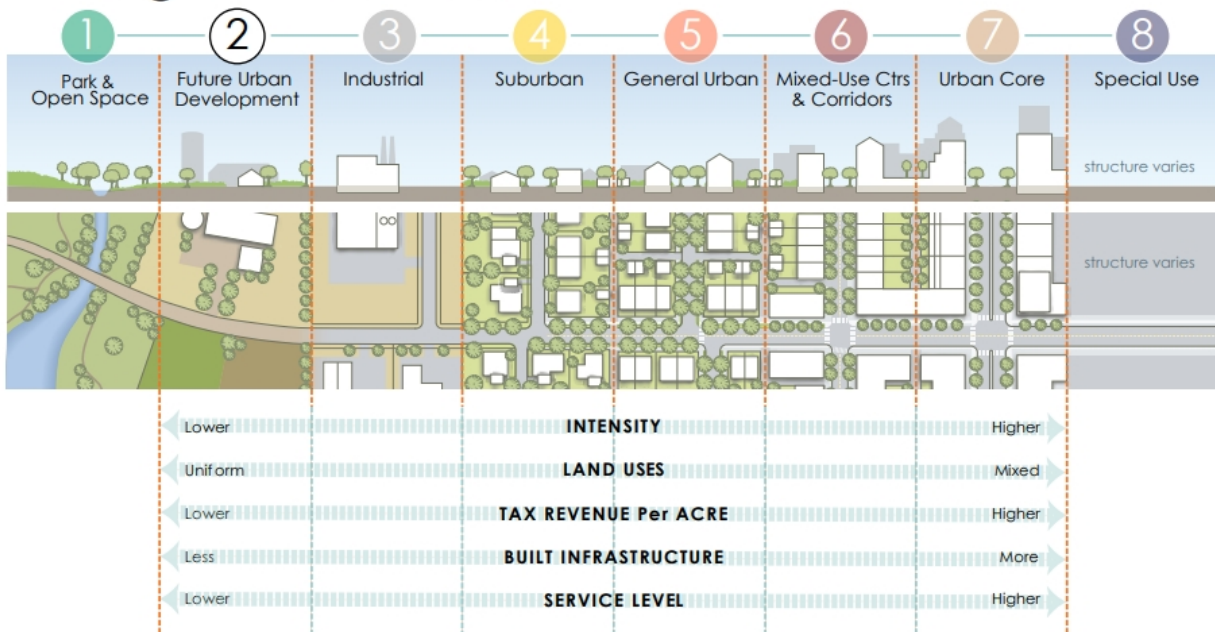 1
2
3
4
5
6
7
8
Park &
Open Space
Future Urban
Development
Industrial
Suburban
General Urban
Mixed-Use Ctrs
& Corridors
Urban Core
Special Use
structure varies
structure varies
Lower INTENSITY Higher
Uniform LAND USES Mixed
Lower TAX REVENUE Per ACRE Higher
Less BUILT INFRASTRUCTURE More
Lower SERVICE LEVEL Higher